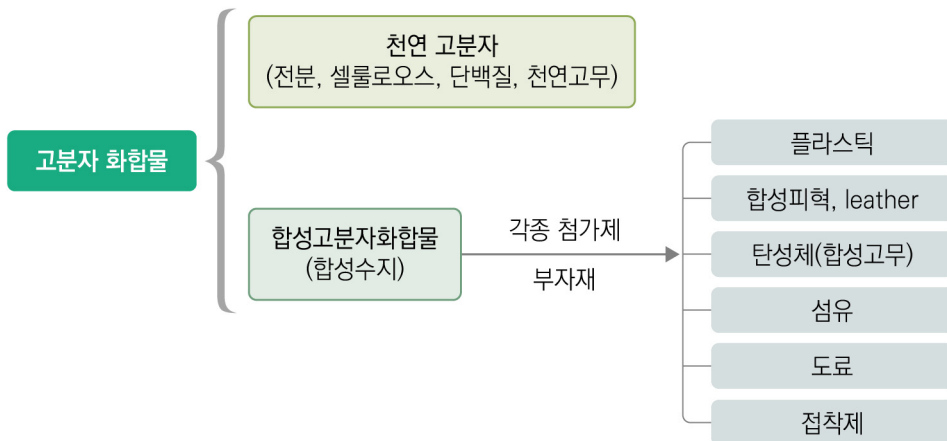 고분자 화합물
천연 고분자
(전분, 셀룰로오스, 단백질, 천연고무)
합성고분자화합물
(합성수지)
각종 첨가제
부자재
플라스틱
합성피혁, leather
탄성체(합성고무)
섬유
도료
접착제